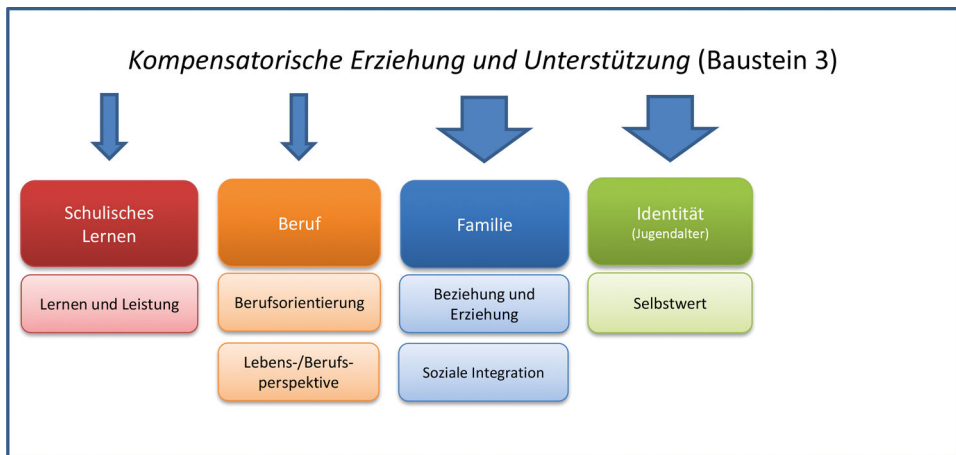 Kompensatorische Erziehung und Unterstützung (Baustein 3)
Schulisches
Lernen
Beruf
Familie
Identität
(Jugendalter)
Lernen und Leistung
Berufsorientierung
Beziehung und
Erziehung
Selbstwert
Lebens-/Berufs-
perspektive
Soziale Integration